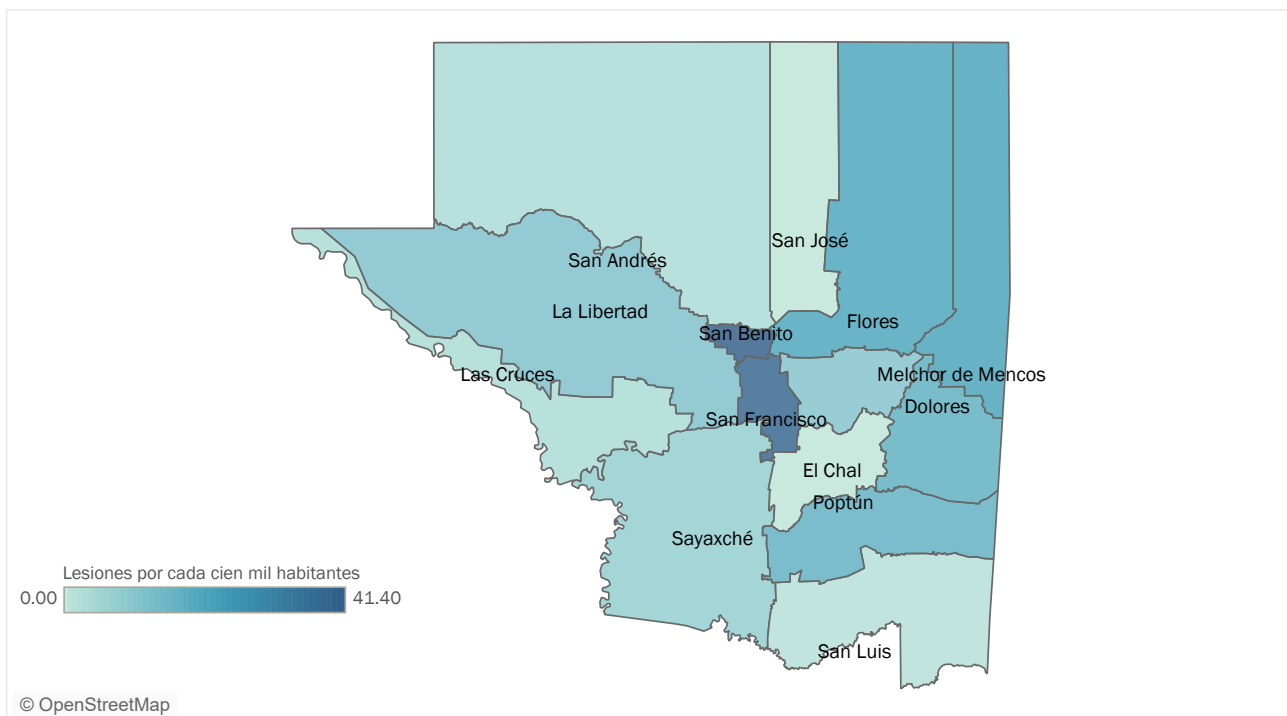 San José
San Andrés
La Libertad
Flores
San Benito
Las Cruces
Melchor de Mencos
Dolores
San Francisco
El Chal
Poptún
Sayaxché
Lesiones por cada cien mil habitantes
0.00
41.40
San Luis
© OpenStreetMap